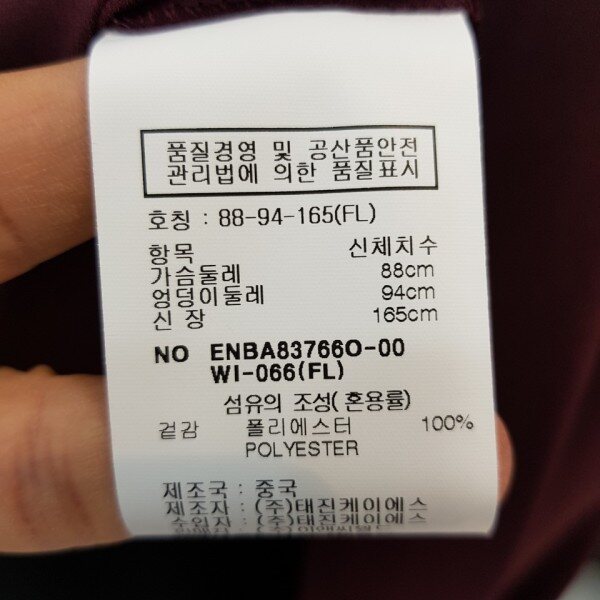 품질경영 및 공산품안전
관리법에 의한 품질표시
호칭 : 88-94-165(FL)
항목 신체치수
가슴둘레 88cm
엉덩이둘레 94cm
신 장 165cm
NO ENBA83766O-00
WI-066(FL)
섬유의 조성( 혼용률)
겉감 폴리에스터 100%
POLYESTER
제조국 : 중국
제조자 : (주)태진케이에스
수입자 : (주)태진케이에스